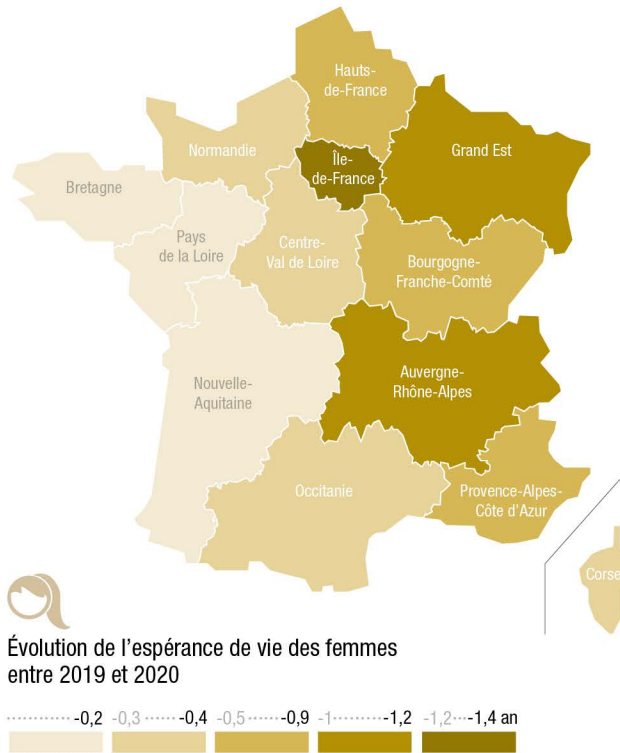 Hauts-
de-France
Normandie
Île-
de-France
Grand Est
Bretagne
Pays
de la Loire
Centre-
Val de Loire
Bourgogne-
Franche-Comté
Nouvelle-
Aquitaine
Auvergne-
Rhône-Alpes
Occitanie
Provence-Alpes-
Côte d'Azur
Corse
Évolution de l'espérance de vie des femmes
entre 2019 et 2020
-0,2 -0,3 -0,4 -0,5 -0,9 -1 -1,2 -1,2 -1,4 an